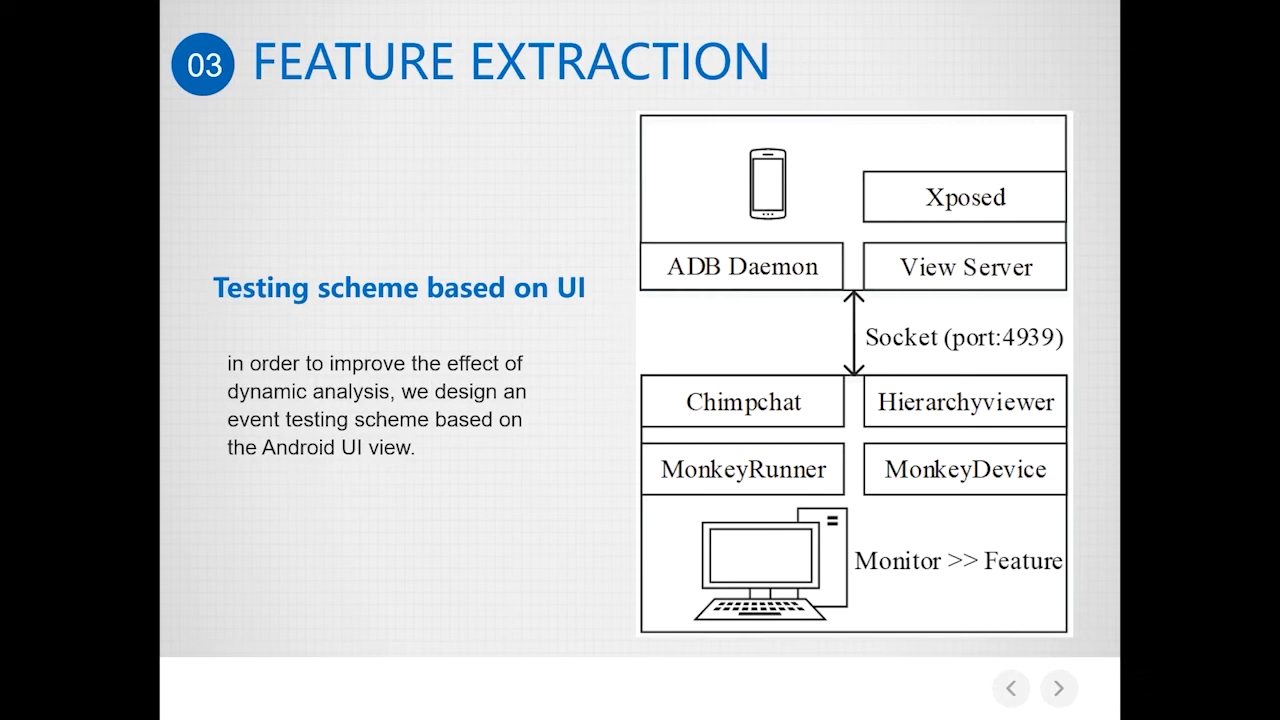 03 FEATURE EXTRACTION
Testing scheme based on UI
in order to improve the effect of
dynamic analysis, we design an
event testing scheme based on
the Android UI view.
Xposed
ADB Daemon
View Server
Socket (port:4939)
Chimpchat
Hierarchyviewer
MonkeyRunner
MonkeyDevice
Monitor >> Feature